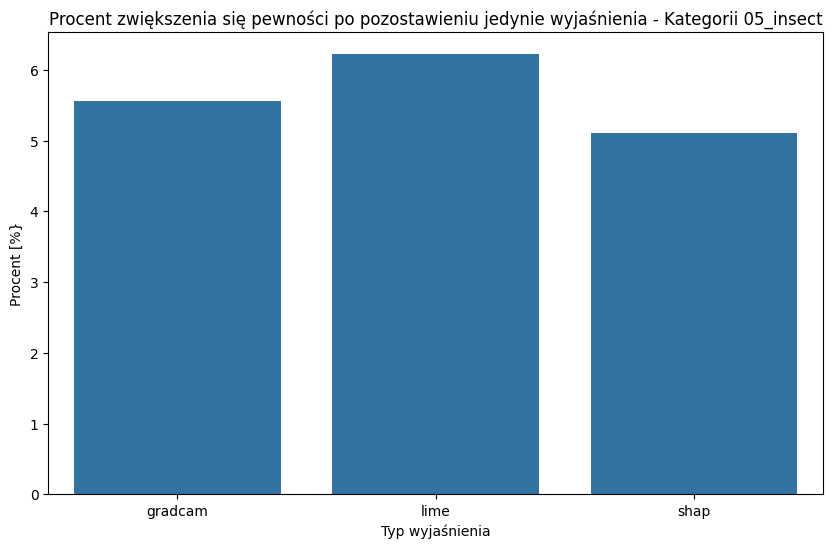 Procent zwiększenia się pewności po pozostawieniu jedynie wyjaśnienia - Kategorii 05_insect
Procent [%}
6
5
4
3
2
1
0
gradcam lime shap
Typ wyjaśnienia